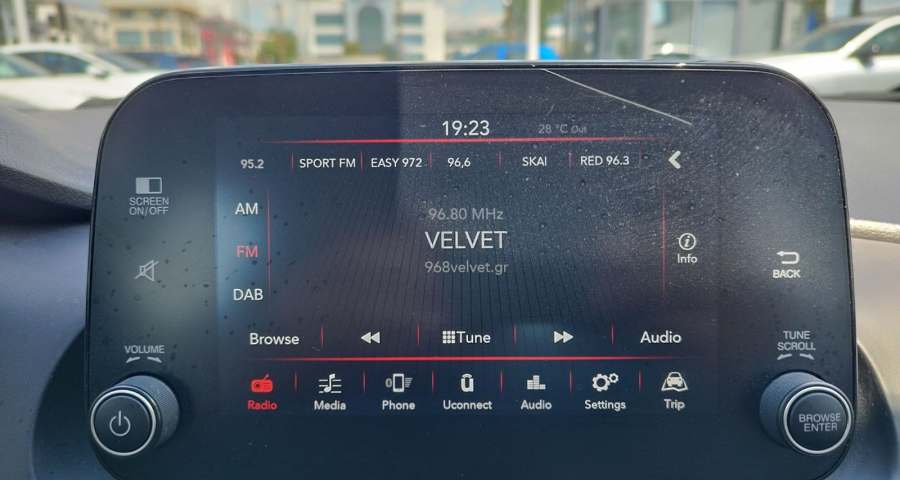 19:23 28 °C Out
95.2 SPORT FM EASY 972 96,6 SKAI RED 96.3
SCREEN
ON/OFF
AM
96.80 MHz
FM
VELVET
Info
968velvet.gr
BACK
DAB
Browse Tune Audio
VOLUME
TUNE
SCROLL
Radio Media Phone Uconnect Audio Settings Trip
BROWSE
ENTER